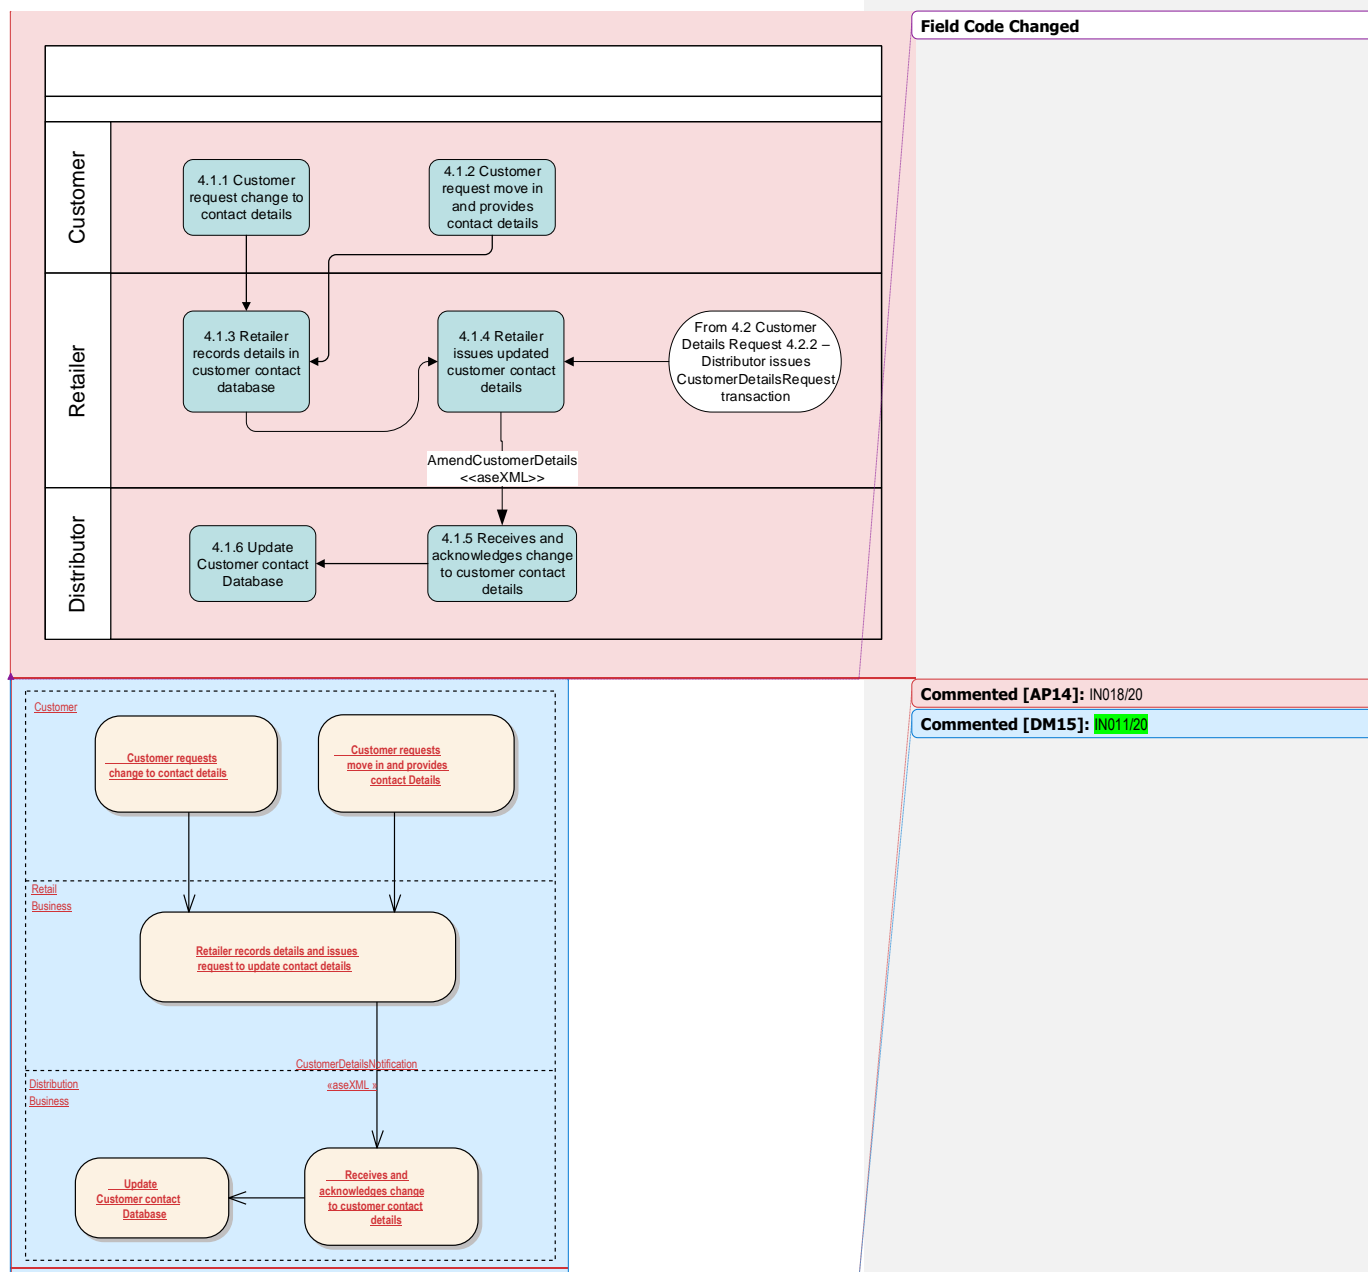 Field Code Changed
Customer
4.1.1 Customer
request change to
contact details
4.1.2 Customer
request move in
and provides
contact details
Retailer
4.1.3 Retailer
records details in
customer contact
database
4.1.4 Retailer
issues updated
customer contact
details
From 4.2 Customer
Details Request 4.2.2 –
Distributor issues
CustomerDetailsRequest
transaction
AmendCustomerDetails
<<aseXML>>
Distributor
4.1.6 Update
Customer contact
Database
4.1.5 Receives and
acknowledges change
to customer contact
details
Commented [AP14]: IN018/20
Commented [DM15]: IN011/20
Customer
Customer requests
change to contact details
Customer requests
move in and provides
contact Details
Retail
Business
Retailer records details and issues
request to update contact details
CustomerDetailsNotification
«aseXML »
Distribution
Business
Update
Customer contact
Database
Receives and
acknowledges change
to customer contact
details